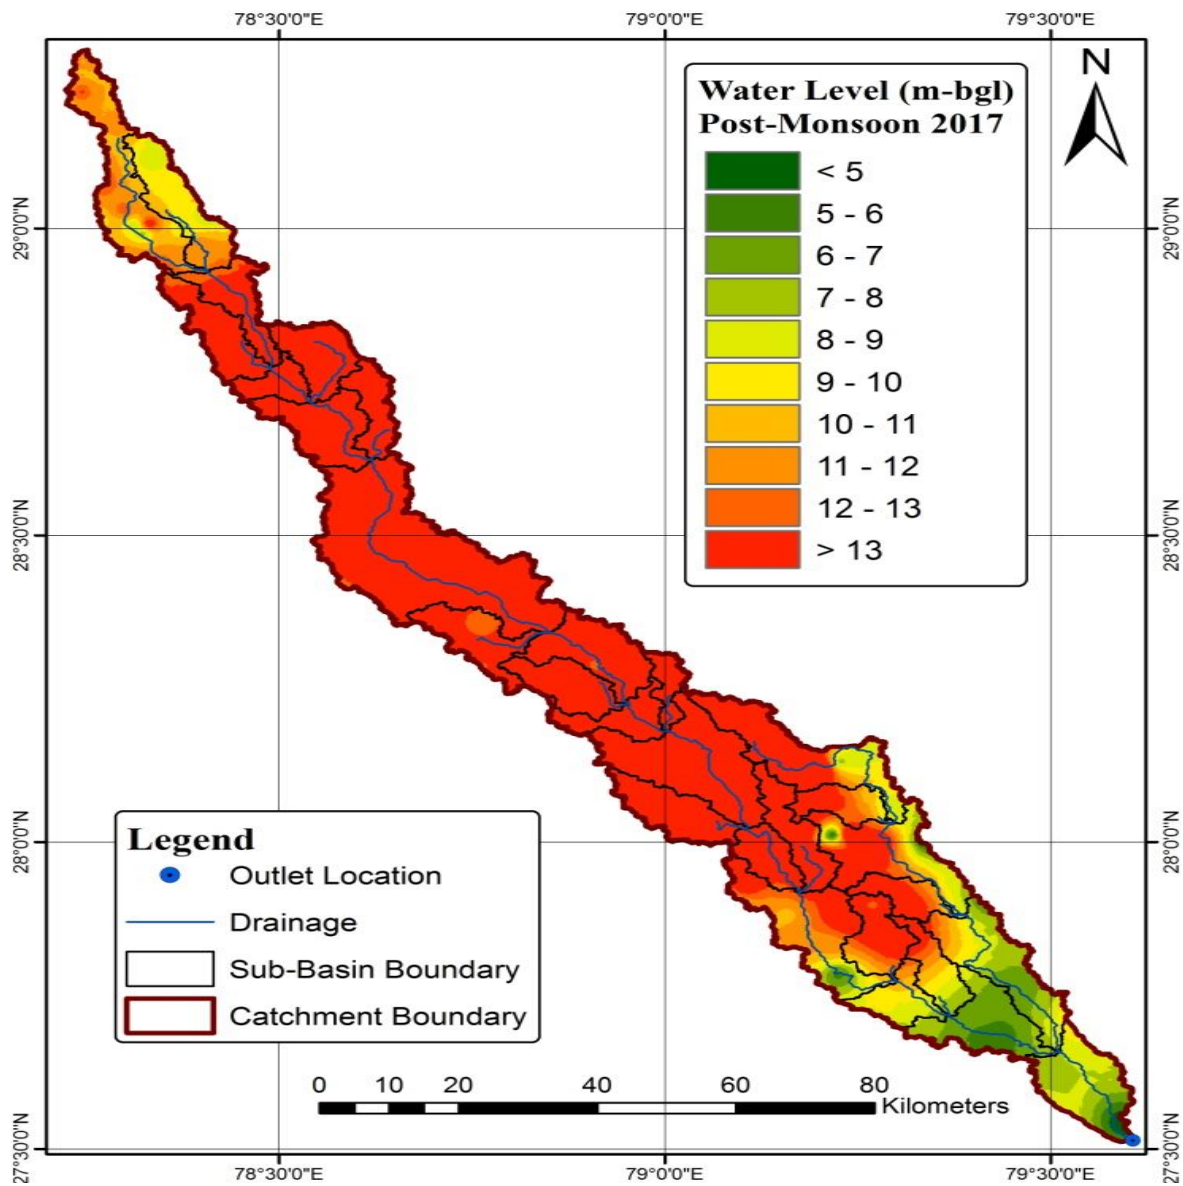 78°30'0"E 79°0'0"E 79°30'0"E
N
Water Level (m-bgl)
Post-Monsoon 2017
< 5
5 - 6
6 - 7
7 - 8
8 - 9
9 - 10
10 - 11
11 - 12
12 - 13
> 13
29°0'0"N 29°0'0"N
28°30'0"N 28°30'0"N
28°0'0"N 28°0'0"N
27°30'0"N 27°30'0"N
Legend
Outlet Location
Drainage
Sub-Basin Boundary
Catchment Boundary
0 10 20 40 60 80
Kilometers
78°30'0"E 79°0'0"E 79°30'0"E